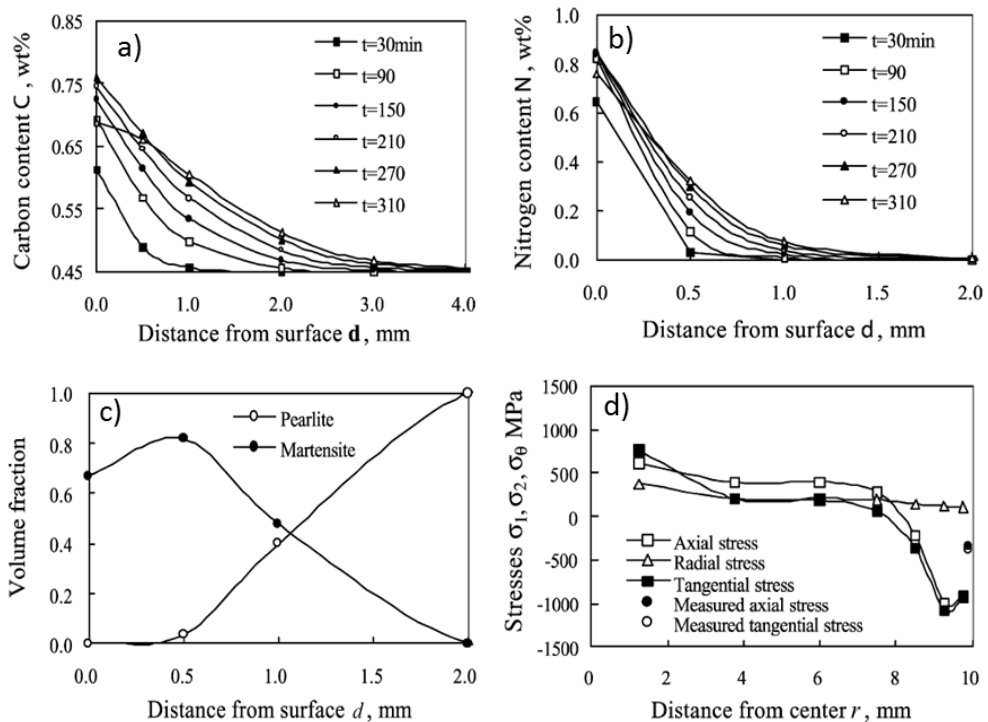 a)
Carbon content C , wt%
0.85
0.75
0.65
0.55
0.45
t=30min
t=90
t=150
t=210
t=270
t=310
0.0 1.0 2.0 3.0 4.0
Distance from surface d , mm
b)
Nitrogen content N , wt%
1.0
0.8
0.6
0.4
0.2
0.0
t=30min
t=90
t=150
t=210
t=270
t=310
0.0 0.5 1.0 1.5 2.0
Distance from surface d , mm
c)
Volume fraction
1.0
0.8
0.6
0.4
0.2
0.0
Pearlite
Martensite
0.0 0.5 1.0 1.5 2.0
Distance from surface d , mm
d)
Stresses σ1, σ2, σθ MPa
1500
1000
500
0
-500
-1000
-1500
Axial stress
Radial stress
Tangential stress
Measured axial stress
Measured tangential stress
0 2 4 6 8 10
Distance from center r , mm